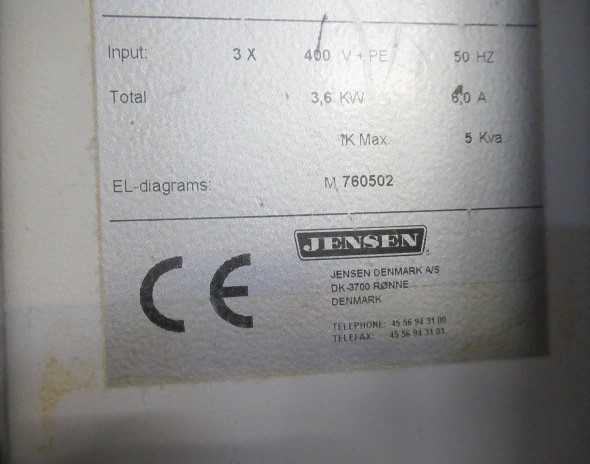 Input: 3 X 400 V + PE 50 HZ
Total 3,6 KW 6,0 A
IK Max. 5 Kva
EL-diagrams: M 760502
CE
JENSEN
JENSEN DENMARK A/S
DK-3700 RØNNE
DENMARK
TELEPHONE: 45 56 94 31 00
TELEFAX: 45 56 94 31 01